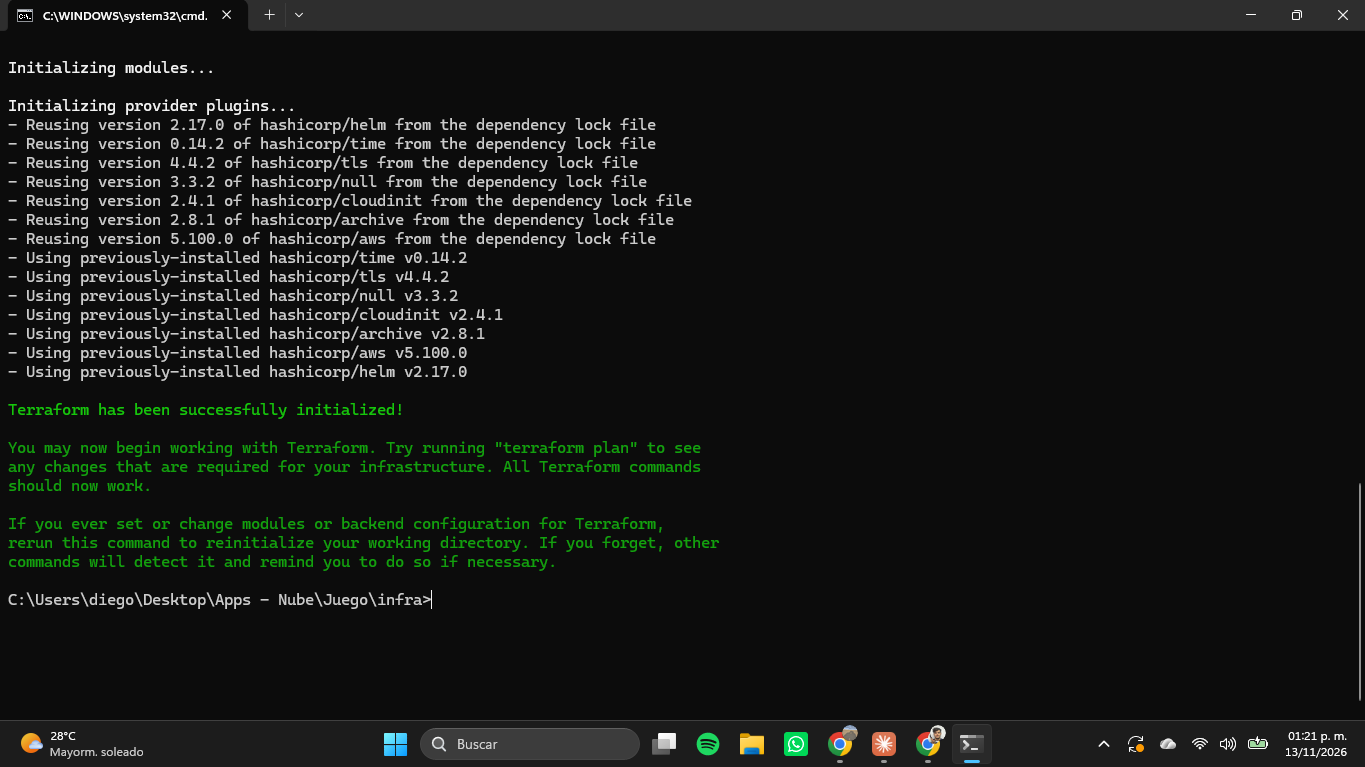 C:\WINDOWS\system32\cmd.
Initializing modules...
Initializing provider plugins...
- Reusing version 2.17.0 of hashicorp/helm from the dependency lock file
- Reusing version 0.14.2 of hashicorp/time from the dependency lock file
- Reusing version 4.4.2 of hashicorp/tls from the dependency lock file
- Reusing version 3.3.2 of hashicorp/null from the dependency lock file
- Reusing version 2.4.1 of hashicorp/cloudinit from the dependency lock file
- Reusing version 2.8.1 of hashicorp/archive from the dependency lock file
- Reusing version 5.100.0 of hashicorp/aws from the dependency lock file
- Using previously-installed hashicorp/time v0.14.2
- Using previously-installed hashicorp/tls v4.4.2
- Using previously-installed hashicorp/null v3.3.2
- Using previously-installed hashicorp/cloudinit v2.4.1
- Using previously-installed hashicorp/archive v2.8.1
- Using previously-installed hashicorp/aws v5.100.0
- Using previously-installed hashicorp/helm v2.17.0
Terraform has been successfully initialized!
You may now begin working with Terraform. Try running "terraform plan" to see
any changes that are required for your infrastructure. All Terraform commands
should now work.
If you ever set or change modules or backend configuration for Terraform,
rerun this command to reinitialize your working directory. If you forget, other
commands will detect it and remind you to do so if necessary.
C:\Users\diego\Desktop\Apps - Nube\Juego\infra>
28°C
Mayorm. soleado
Buscar
01:21 p. m.
13/11/2026